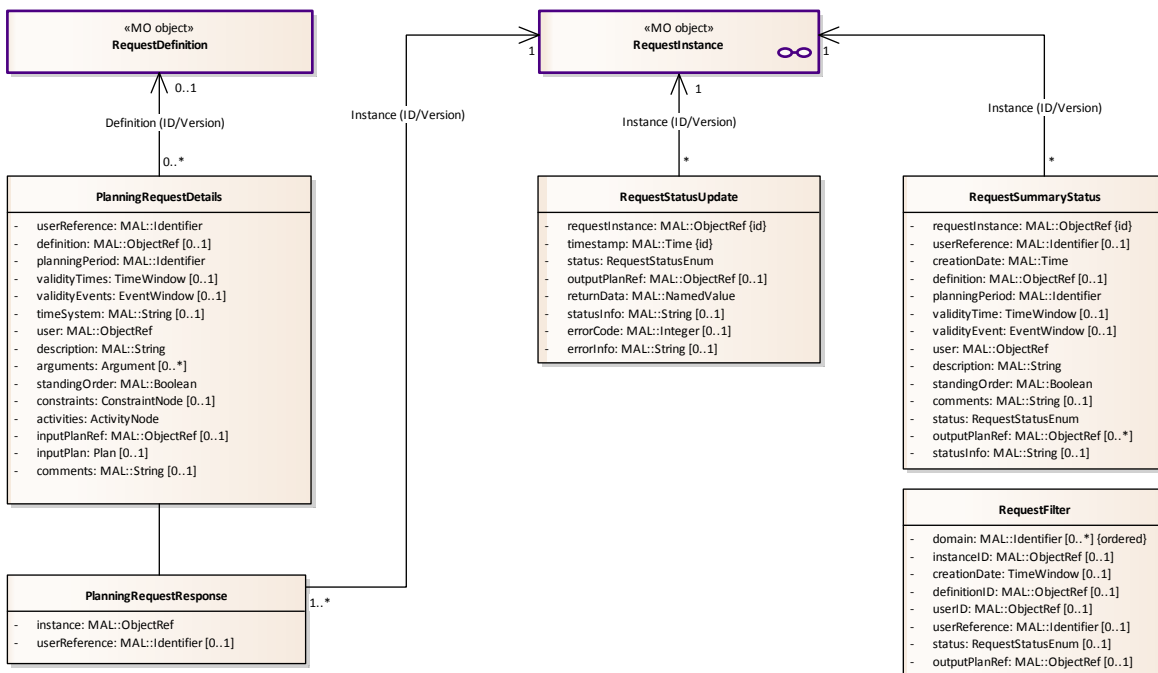 «MO object»
RequestDefinition
«MO object»
RequestInstance
1
1
0..1
1
Definition (ID/Version)
Instance (ID/Version)
Instance (ID/Version)
Instance (ID/Version)
0..*
*
*
PlanningRequestDetails
- userReference: MAL::Identifier
- definition: MAL::ObjectRef [0..1]
- planningPeriod: MAL::Identifier
- validityTimes: TimeWindow [0..1]
- validityEvents: EventWindow [0..1]
- timeSystem: MAL::String [0..1]
- user: MAL::ObjectRef
- description: MAL::String
- arguments: Argument [0..*]
- standingOrder: MAL::Boolean
- constraints: ConstraintNode [0..1]
- activities: ActivityNode
- inputPlanRef: MAL::ObjectRef [0..1]
- inputPlan: Plan [0..1]
- comments: MAL::String [0..1]
RequestStatusUpdate
- requestInstance: MAL::ObjectRef {id}
- timestamp: MAL::Time {id}
- status: RequestStatusEnum
- outputPlanRef: MAL::ObjectRef [0..1]
- returnData: MAL::NamedValue
- statusInfo: MAL::String [0..1]
- errorCode: MAL::Integer [0..1]
- errorInfo: MAL::String [0..1]
RequestSummaryStatus
- requestInstance: MAL::ObjectRef {id}
- userReference: MAL::Identifier [0..1]
- creationDate: MAL::Time
- definition: MAL::ObjectRef [0..1]
- planningPeriod: MAL::Identifier
- validityTime: TimeWindow [0..1]
- validityEvent: EventWindow [0..1]
- user: MAL::ObjectRef
- description: MAL::String
- standingOrder: MAL::Boolean
- comments: MAL::String [0..1]
- status: RequestStatusEnum
- outputPlanRef: MAL::ObjectRef [0..*]
- statusInfo: MAL::String [0..1]
PlanningRequestResponse
- instance: MAL::ObjectRef
- userReference: MAL::Identifier [0..1]
1..*
RequestFilter
- domain: MAL::Identifier [0..*] {ordered}
- instanceID: MAL::ObjectRef [0..1]
- creationDate: TimeWindow [0..1]
- definitionID: MAL::ObjectRef [0..1]
- userID: MAL::ObjectRef [0..1]
- userReference: MAL::Identifier [0..1]
- status: RequestStatusEnum [0..1]
- outputPlanRef: MAL::ObjectRef [0..1]